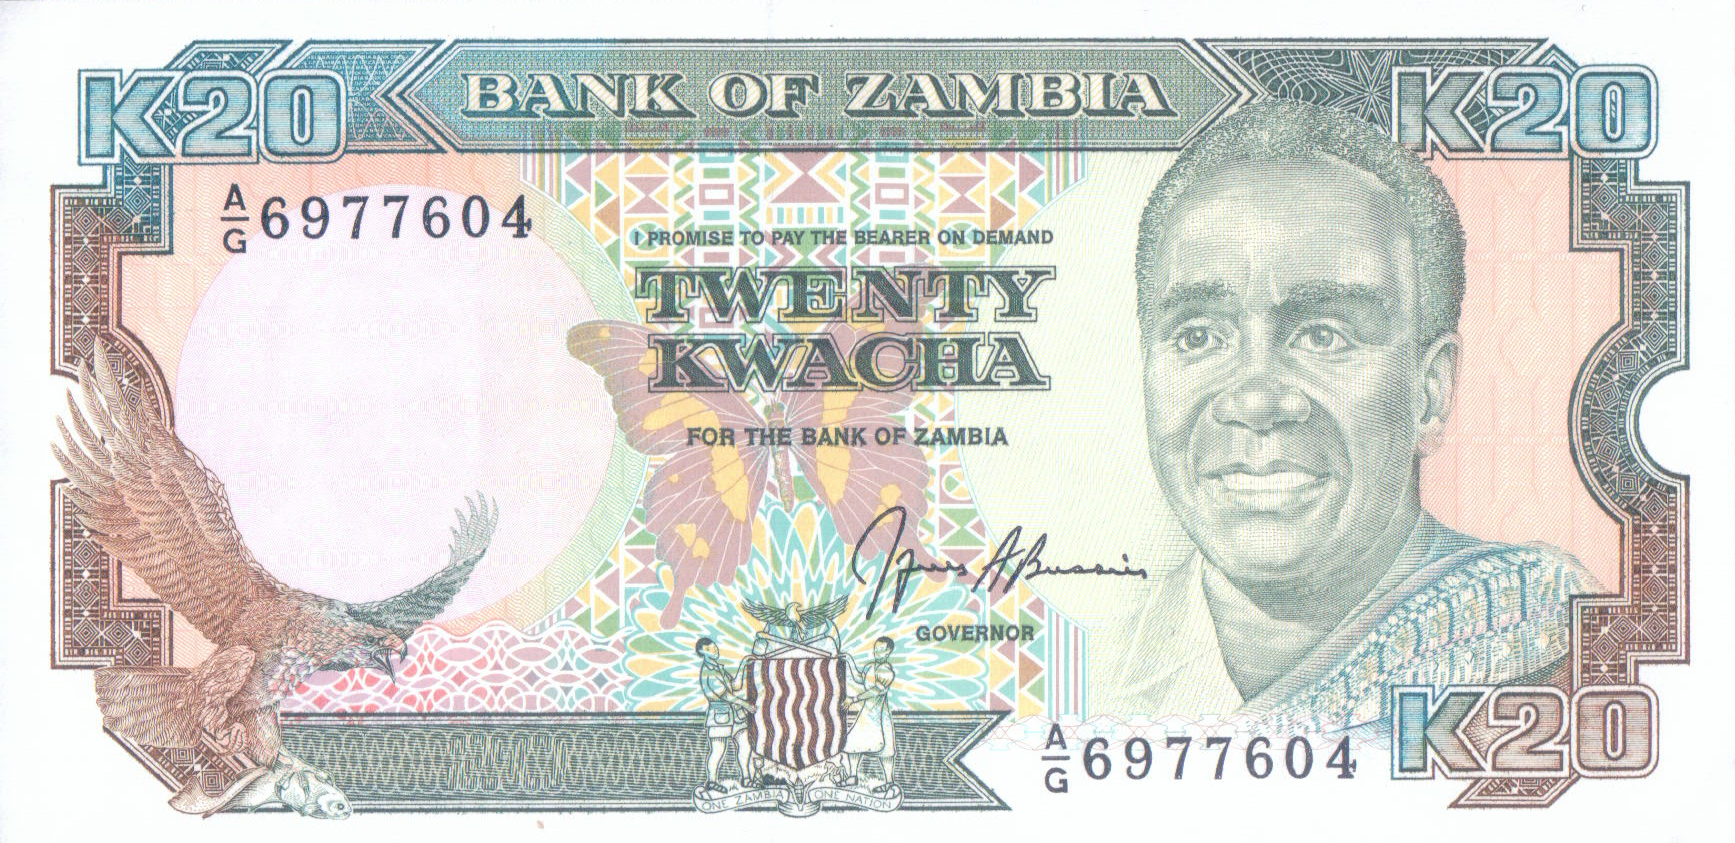 K20
BANK OF ZAMBIA
K20
A/G 6977604
I PROMISE TO PAY THE BEARER ON DEMAND
TWENTY
KWACHA
FOR THE BANK OF ZAMBIA
GOVERNOR
20
ONE ZAMBIA ONE NATION
A/G 6977604
K20